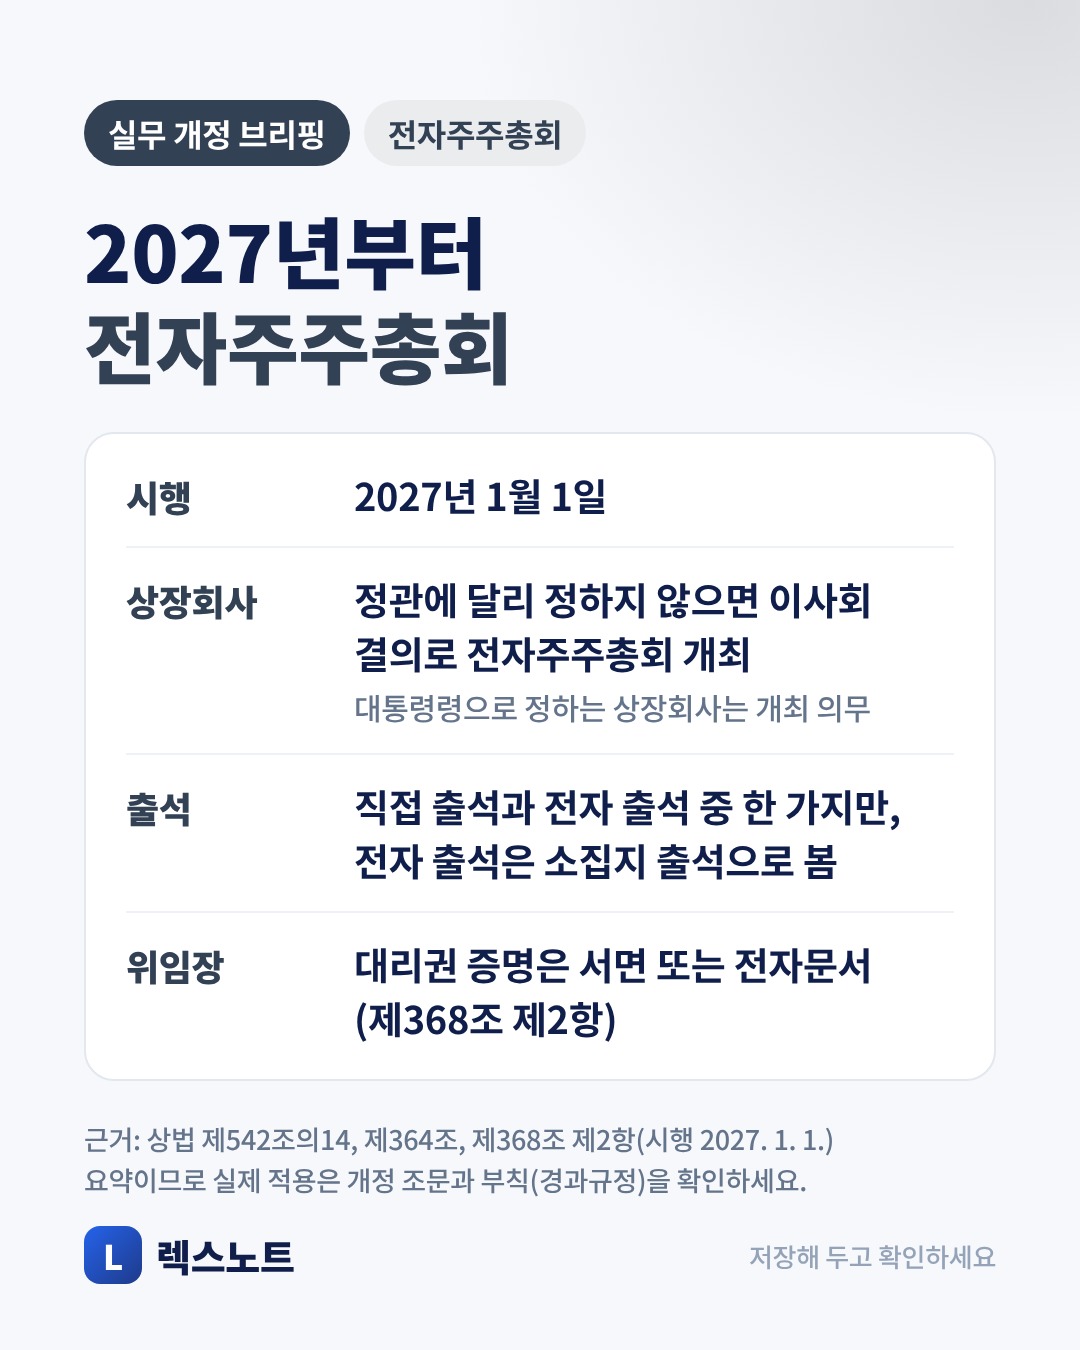 실무 개정 브리핑
전자주주총회
2027년부터
전자주주총회
시행
2027년 1월 1일
상장회사
정관에 달리 정하지 않으면 이사회
결의로 전자주주총회 개최
대통령령으로 정하는 상장회사는 개최 의무
출석
직접 출석과 전자 출석 중 한 가지만,
전자 출석은 소집지 출석으로 봄
위임장
대리권 증명은 서면 또는 전자문서
(제368조 제2항)
근거: 상법 제542조의14, 제364조, 제368조 제2항(시행 2027. 1. 1.)
요약이므로 실제 적용은 개정 조문과 부칙(경과규정)을 확인하세요.
L 렉스노트
저장해 두고 확인하세요